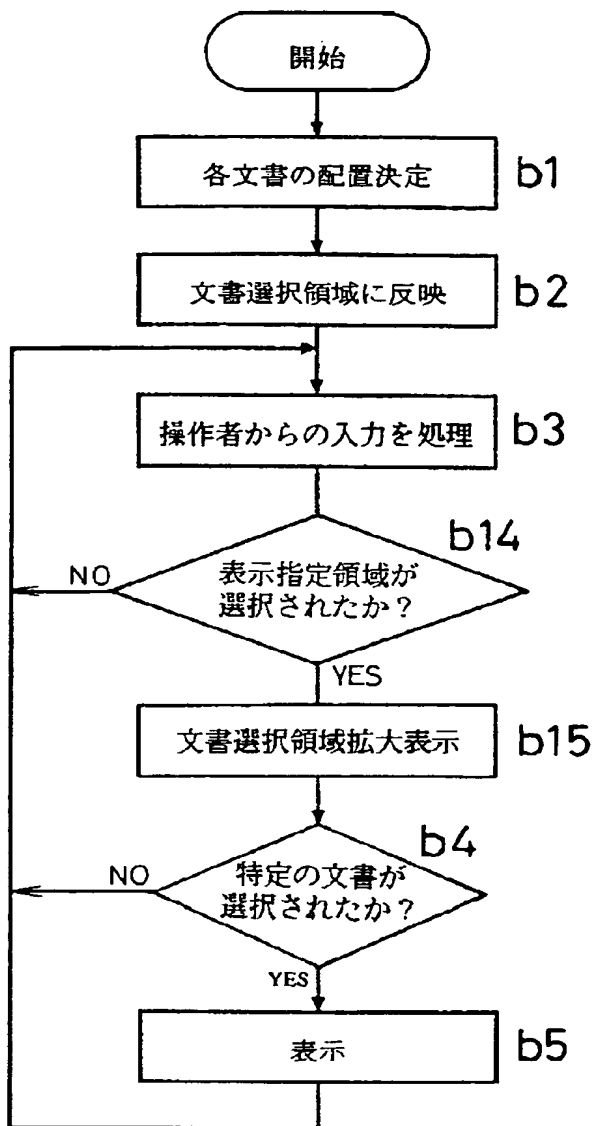 開始
各文書の配置決定
b1
文書選択領域に反映
b2
操作者からの入力を処理
b3
b14
表示指定領域が
選択されたか？
NO
YES
文書選択領域拡大表示
b15
b4
特定の文書が
選択されたか？
NO
YES
表示
b5